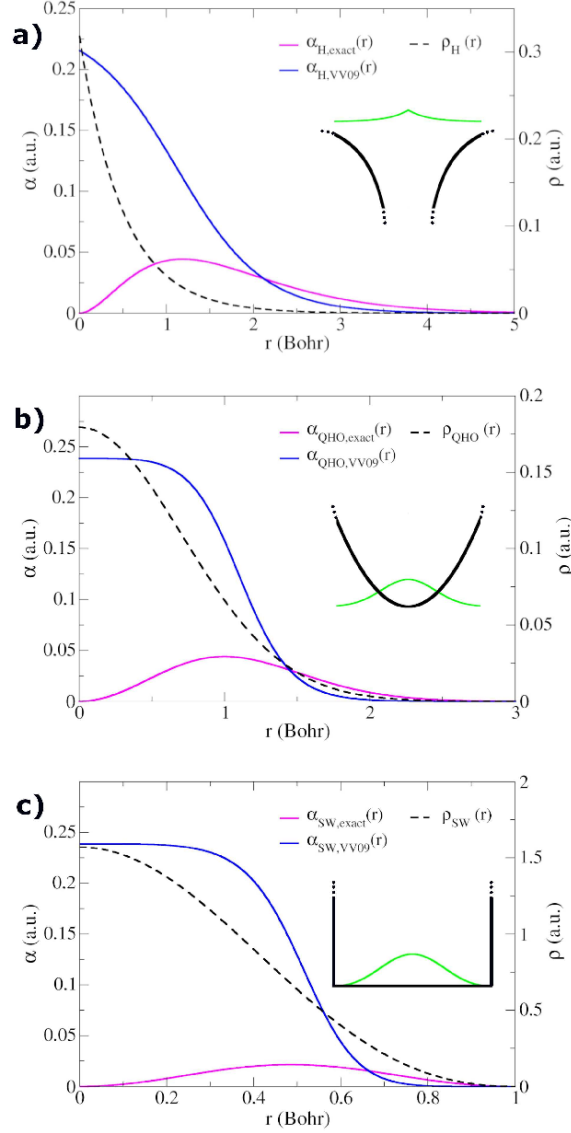 a)
α_H,exact(r)
ρ_H (r)
α_H,VV09(r)
α (a.u.)
ρ (a.u.)
0.25
0.2
0.15
0.1
0.05
0
0.3
0.2
0.1
0
0
1
2
3
4
5
r (Bohr)
b)
α_QHO,exact(r)
ρ_QHO (r)
α_QHO,VV09(r)
α (a.u.)
ρ (a.u.)
0.25
0.2
0.15
0.1
0.05
0
0.2
0.15
0.1
0.05
0
0
1
2
3
r (Bohr)
c)
α_SW,exact(r)
ρ_SW (r)
α_SW,VV09(r)
α (a.u.)
ρ (a.u.)
0.25
0.2
0.15
0.1
0.05
0
2
1.5
1
0.5
0
0
0.2
0.4
0.6
0.8
1
r (Bohr)